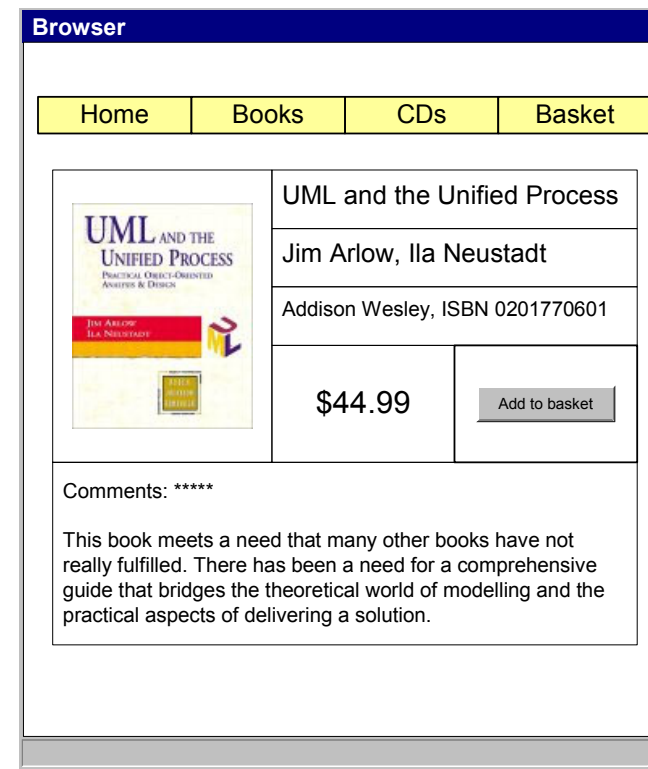 Browser
Home Books CDs Basket
UML AND THE
UNIFIED PROCESS
PRACTICAL OBJECT-ORIENTED
ANALYSIS & DESIGN
JIM ARLOW
ILA NEUSTADT
UML
UML and the Unified Process
Jim Arlow, Ila Neustadt
Addison Wesley, ISBN 0201770601
$44.99
Add to basket
Comments: *****
This book meets a need that many other books have not
really fulfilled. There has been a need for a comprehensive
guide that bridges the theoretical world of modelling and the
practical aspects of delivering a solution.